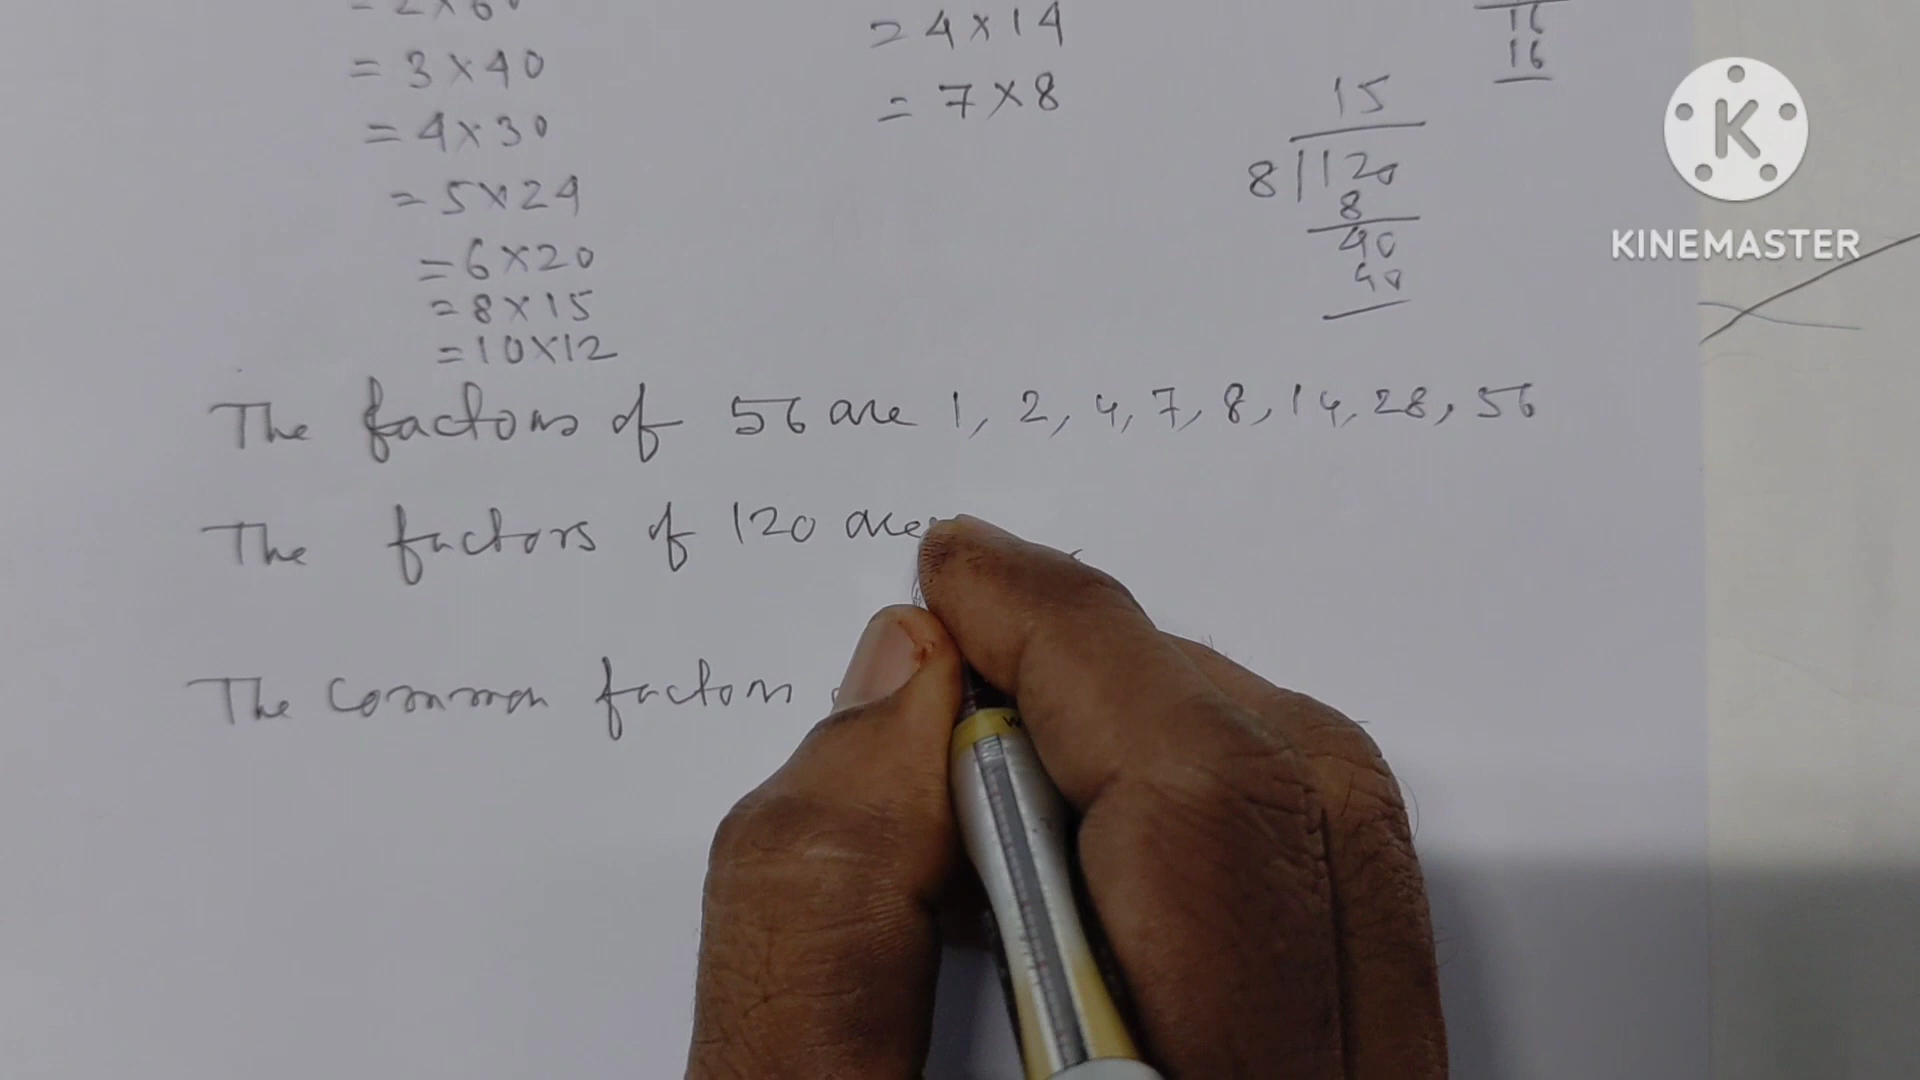 = 3 × 40
= 4 × 30
= 5 × 24
= 6 × 20
= 8 × 15
= 10 × 12
= 4 × 14
= 7 × 8
16
16
15
8 | 120
8
40
40
KINEMASTER
The factors of 56 are 1, 2, 4, 7, 8, 14, 28, 56
The factors of 120 are
The common factors